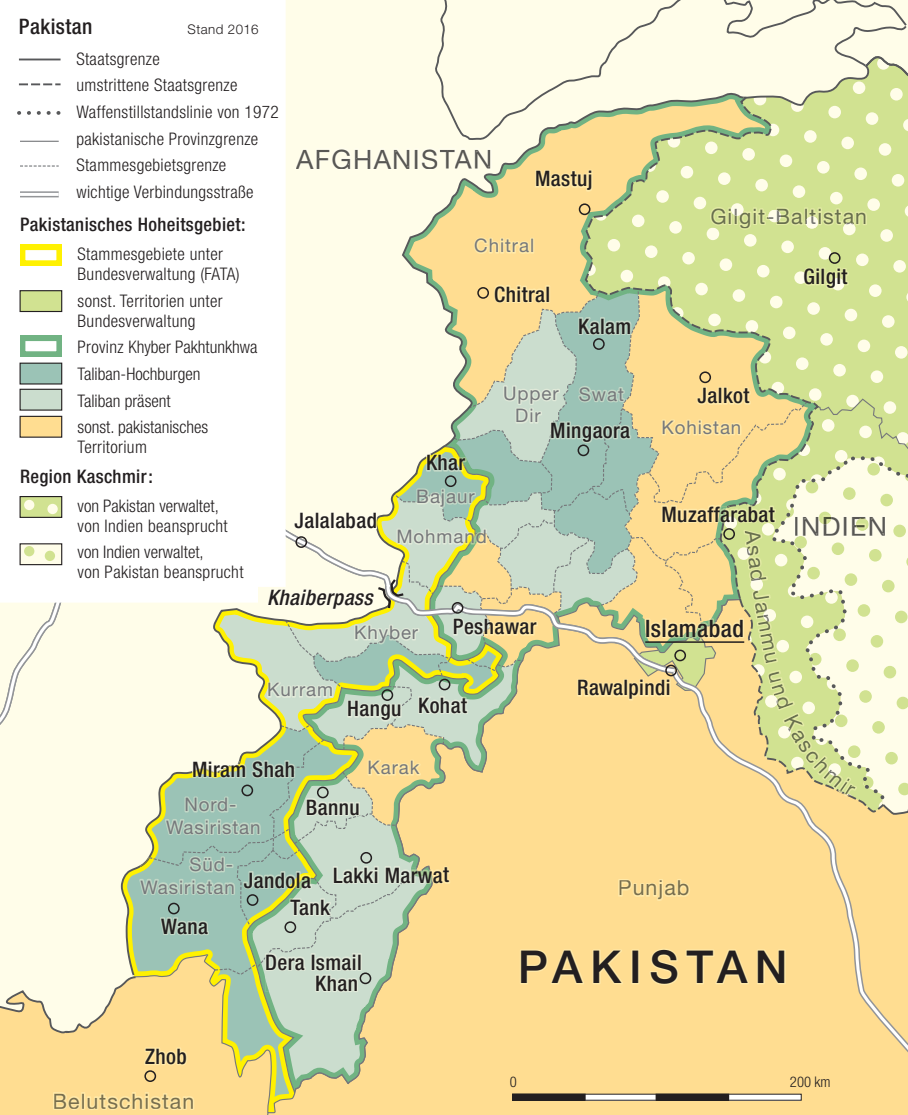 Pakistan
Stand 2016
Staatsgrenze
umstrittene Staatsgrenze
Waffenstillstandslinie von 1972
pakistanische Provinzgrenze
Stammesgebietsgrenze
wichtige Verbindungsstraße
Pakistanisches Hoheitsgebiet:
Stammesgebiete unter
Bundesverwaltung (FATA)
sonst. Territorien unter
Bundesverwaltung
Provinz Khyber Pakhtunkhwa
Taliban-Hochburgen
Taliban präsent
sonst. pakistanisches
Territorium
Region Kaschmir:
von Pakistan verwaltet,
von Indien beansprucht
von Indien verwaltet,
von Pakistan beansprucht
AFGHANISTAN
Mastuj
Gilgit-Baltistan
Chitral
Gilgit
Chitral
Kalam
Upper
Dir
Swat
Jalkot
Kohistan
Mingaora
Khar
Bajaur
Muzaffarabat
INDIEN
Jalalabad
Mohmand
Asad Jammu und Kaschmir
Khaiberpass
Peshawar
Khyber
Islamabad
Rawalpindi
Kurram
Hangu
Kohat
Miram Shah
Karak
Nord-
Wasiristan
Bannu
Süd-
Wasiristan
Jandola
Lakki Marwat
Punjab
Wana
Tank
Dera Ismail
Khan
PAKISTAN
Zhob
Belutschistan
0
200 km